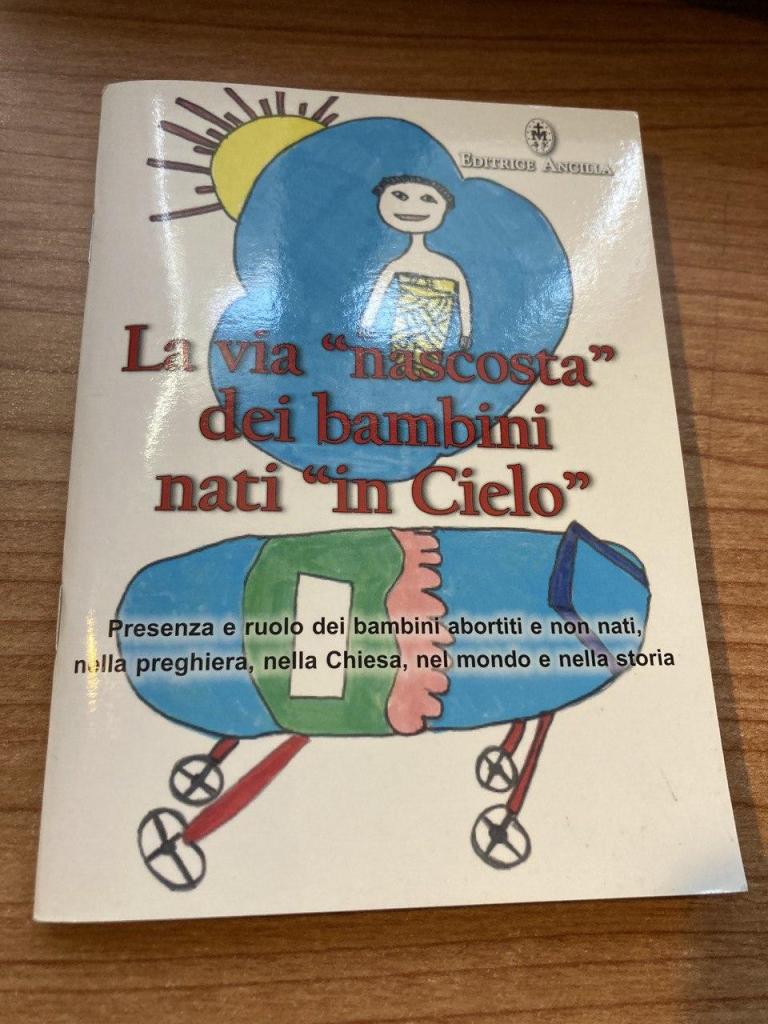 EDITRICE ANCILLA
La via “nascosta”
dei bambini
nati “in Cielo”
Presenza e ruolo dei bambini abortiti e non nati,
nella preghiera, nella Chiesa, nel mondo e nella storia